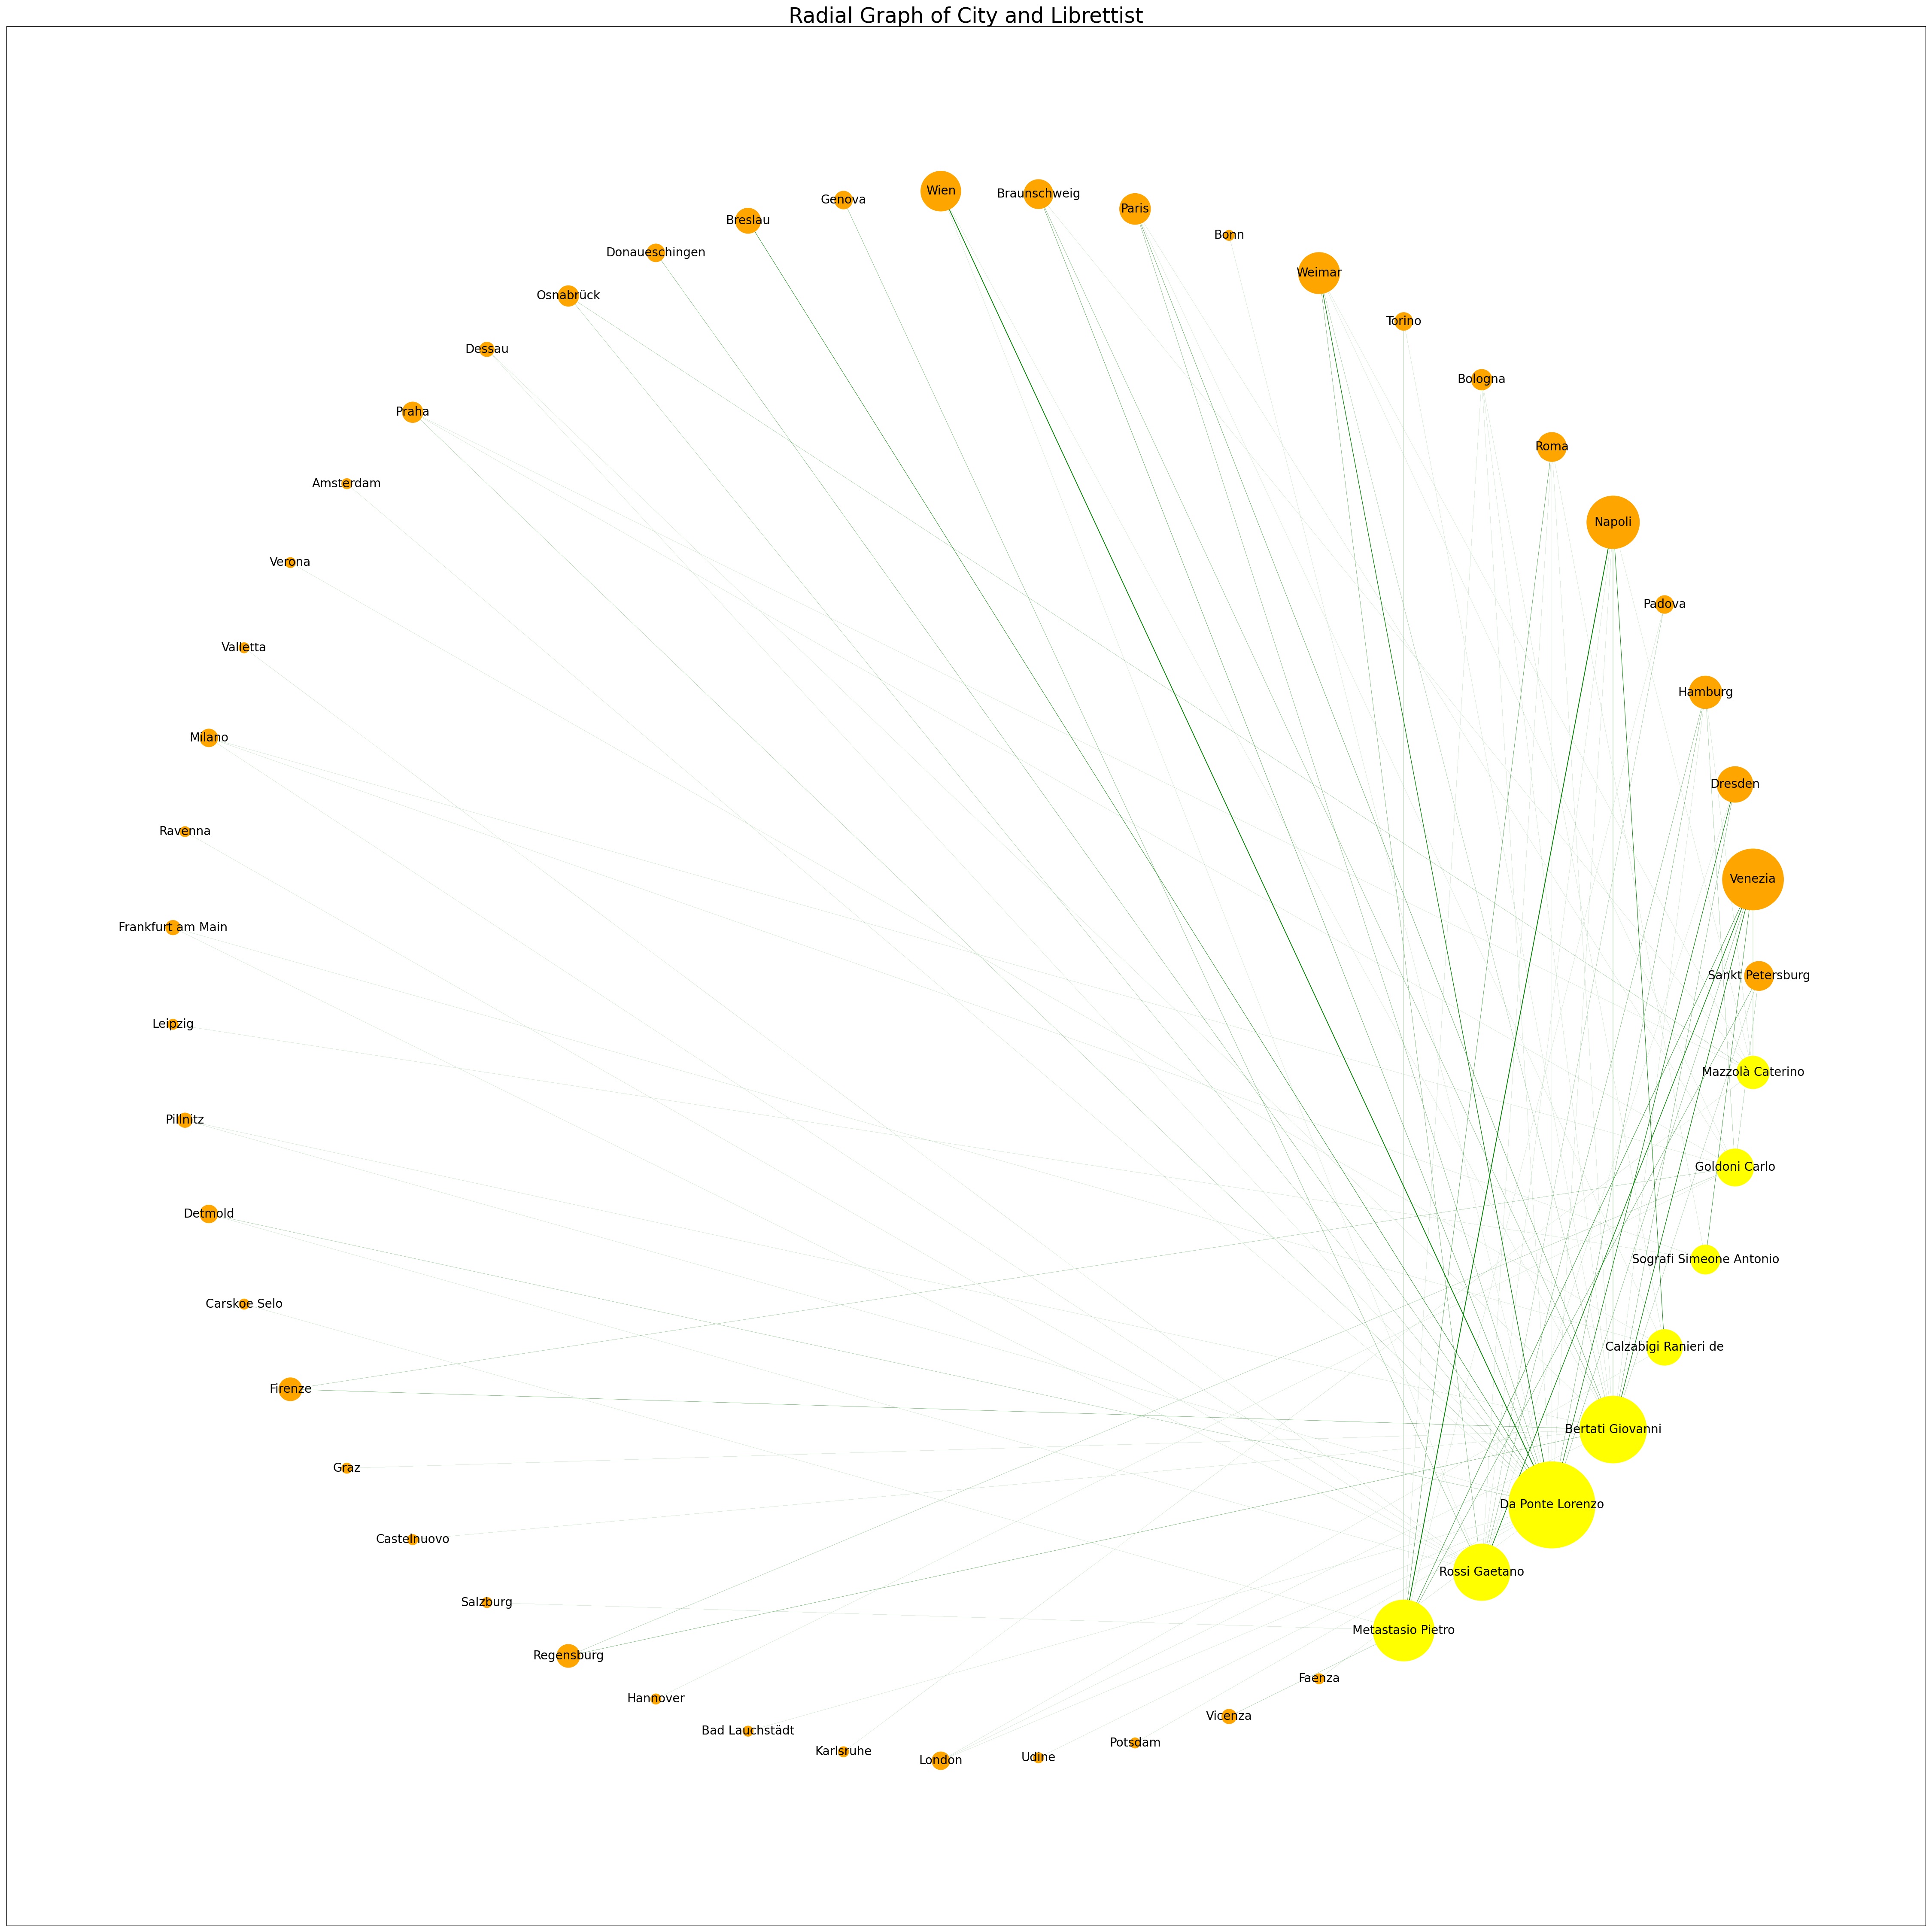 Radial Graph of City and Librettist
Wien
Braunschweig
Genova
Paris
Breslau
Bonn
Donaueschingen
Weimar
Osnabrück
Torino
Dessau
Bologna
Praha
Roma
Amsterdam
Napoli
Verona
Padova
Valletta
Hamburg
Milano
Dresden
Ravenna
Venezia
Frankfurt am Main
Sankt Petersburg
Leipzig
Mazzolà Caterino
Pillnitz
Goldoni Carlo
Detmold
Sografi Simeone Antonio
Carskoe Selo
Calzabigi Ranieri de
Firenze
Bertati Giovanni
Graz
Da Ponte Lorenzo
Castelnuovo
Rossi Gaetano
Salzburg
Metastasio Pietro
Regensburg
Faenza
Hannover
Vicenza
Bad Lauchstädt
Potsdam
Karlsruhe
Udine
London